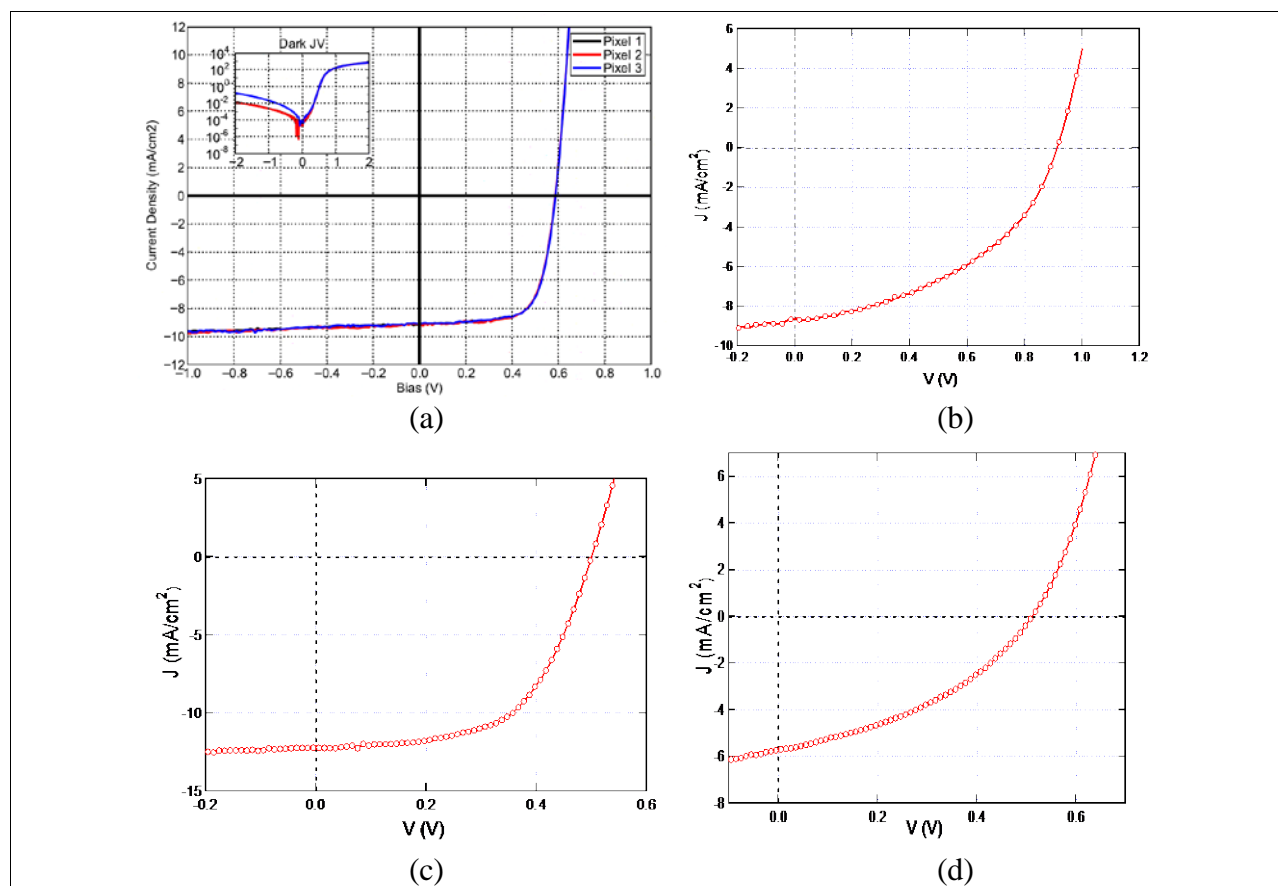 12
10
8
6
4
2
0
−2
−4
−6
−8
−10
−12
Current Density (mA/cm2)
−1.0 −0.8 −0.6 −0.4 −0.2 0.0 0.2 0.4 0.6 0.8 1.0
Bias (V)
Dark JV
10^4
10^2
10^0
10^-2
10^-4
10^-6
10^-8
−2 −1 0 1 2
Pixel 1
Pixel 2
Pixel 3
(a)
6
4
2
0
-2
-4
-6
-8
-10
J (mA/cm²)
-0.2 0.0 0.2 0.4 0.6 0.8 1.0 1.2
V (V)
(b)
5
0
-5
-10
-15
J (mA/cm²)
-0.2 0.0 0.2 0.4 0.6
V (V)
(c)
6
4
2
0
-2
-4
-6
-8
J (mA/cm²)
0.0 0.2 0.4 0.6
V (V)
(d)